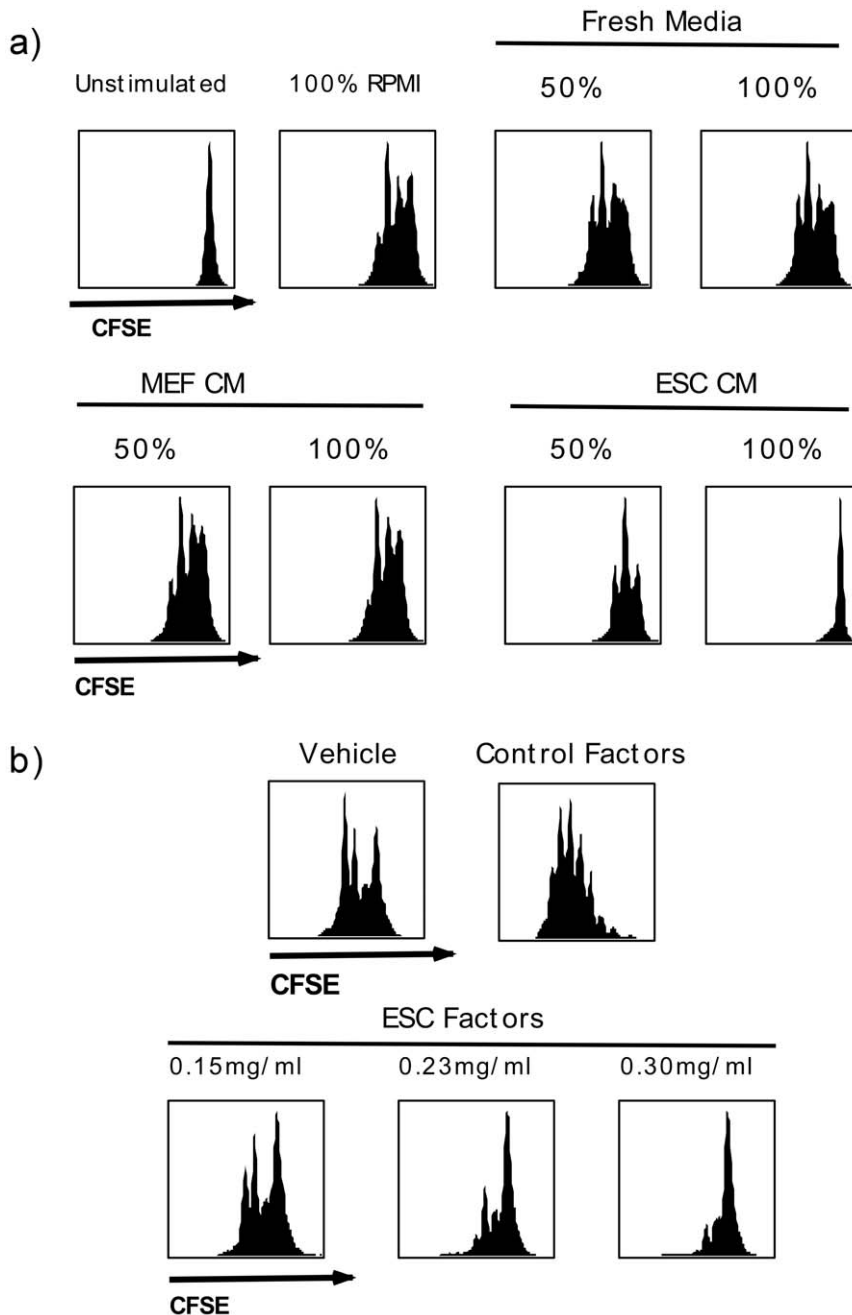 a)
Fresh Media
Unstimulated 100% RPMI 50% 100%
CFSE
MEF CM ESC CM
50% 100% 50% 100%
CFSE
b)
Vehicle Control Factors
CFSE
ESC Factors
0.15mg/ml 0.23mg/ml 0.30mg/ml
CFSE